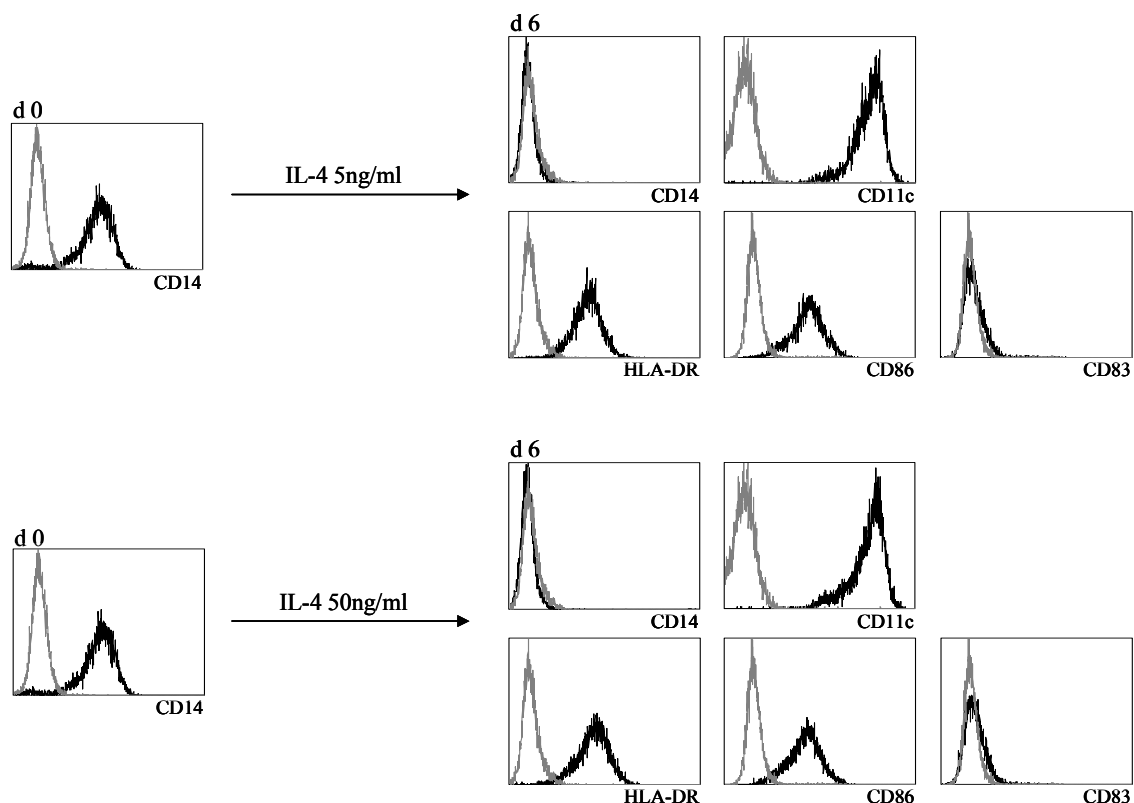 d 6
d 0
IL-4 5ng/ml
CD14
CD14
CD11c
HLA-DR
CD86
CD83
d 6
d 0
IL-4 50ng/ml
CD14
CD14
CD11c
HLA-DR
CD86
CD83